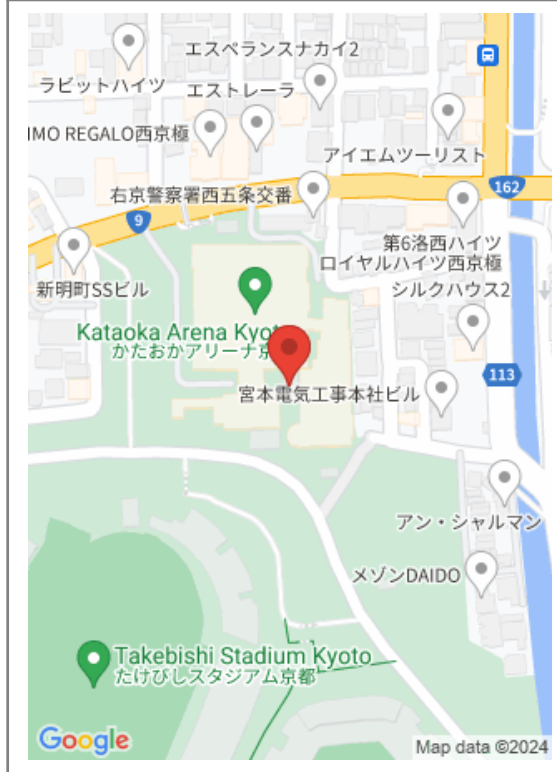 エスペランスナカイ2
ラビットハイツ
エストレーラ
IMO REGALO西京極
アイエムツーリスト
162
右京警察署西五条交番
9
第6洛西ハイツ
ロイヤルハイツ西京極
新明町SSビル
シルクハウス2
Kataoka Arena Kyoto
かたおかアリーナ京
113
宮本電気工事本社ビル
アン・シャルマン
メゾンDAIDO
Takebishi Stadium Kyoto
たけびしスタジアム京都
Google
Map data ©2024